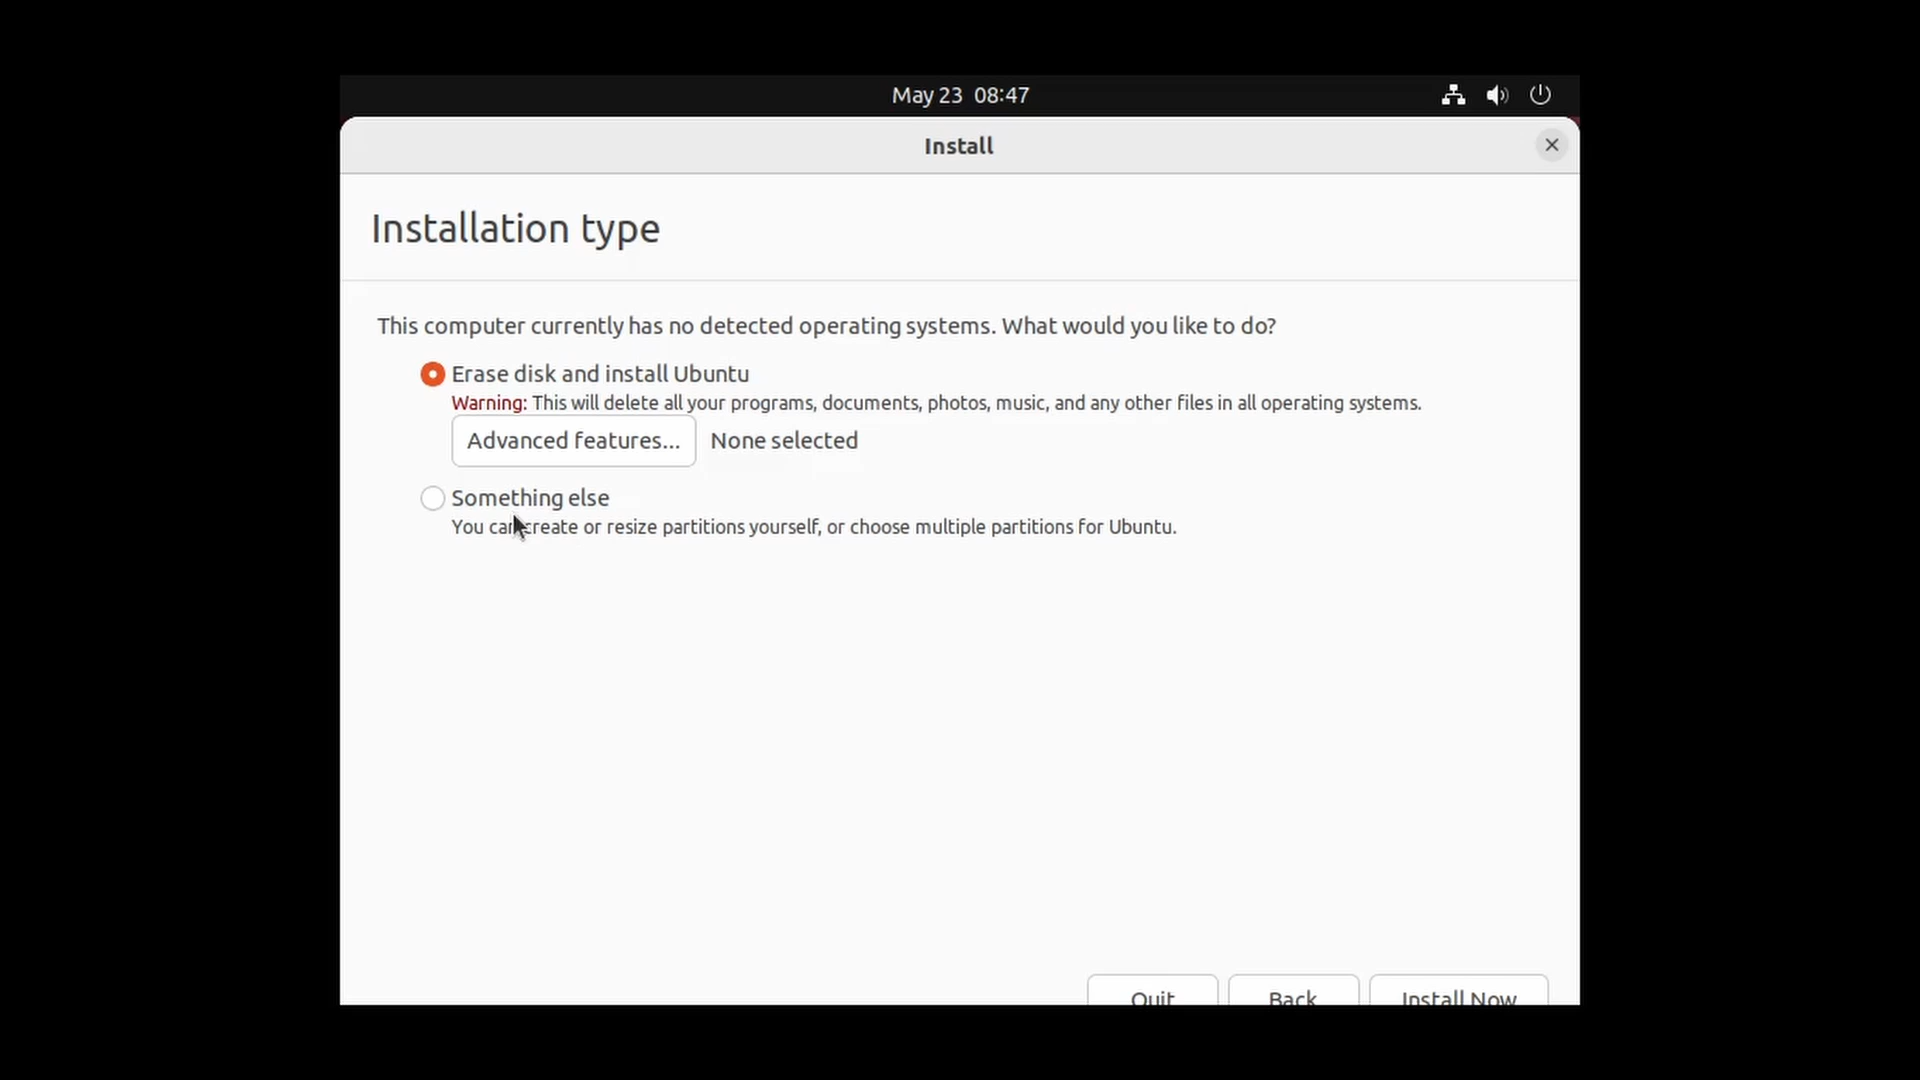 May 23 08:47
Install
Installation type
This computer currently has no detected operating systems. What would you like to do?
Erase disk and install Ubuntu
Warning: This will delete all your programs, documents, photos, music, and any other files in all operating systems.
Advanced features... None selected
Something else
You can create or resize partitions yourself, or choose multiple partitions for Ubuntu.
Quit Back Install Now